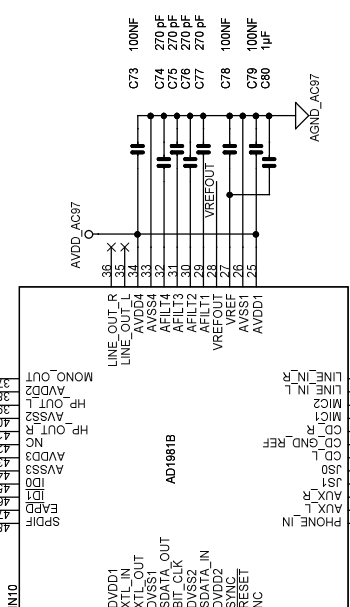 C73 100NF
C74 270 pF
C75 270 pF
C76 270 pF
C77 270 pF
C78 100NF
C79 100NF
C80 1µF
AGND_AC97
VREFOUT
AVDD_AC97
36
35
34
33
32
31
30
29
28
27
26
25
LINE_OUT_R
LINE_OUT_L
AVDD4
AVSS4
AFILT4
AFILT3
AFILT2
AFILT1
VREFOUT
VREF
AVSS1
AVDD1
MONO_OUT
AVDD2
HP_OUT_L
AVSS2
HP_OUT_R
NC
AVDD3
AVSS3
ID0
ID1
EAPD
SPDIF
LINE_IN_R
LINE_IN_L
MIC2
MIC1
CD_R
CD_GND_REF
CD_L
JS0
JS1
AUX_R
AUX_L
PHONE_IN
AD1981B
DVDD1
XTL_IN
XTL_OUT
DVSS1
SDATA_OUT
BIT_CLK
DVSS2
SDATA_IN
DVDD2
SYNC
RESET
NC